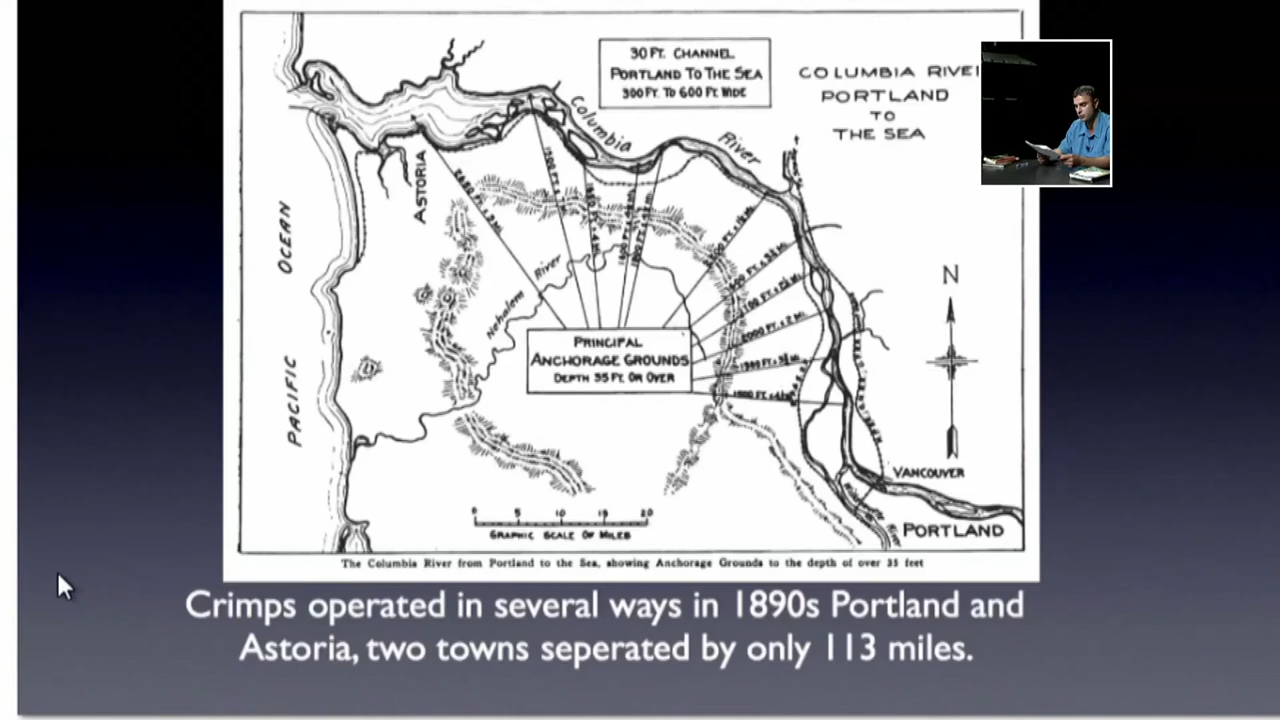 30 FT. CHANNEL
PORTLAND TO THE SEA
300 FT. TO 600 FT. WIDE
COLUMBIA RIVE
PORTLAND
TO
THE SEA
Columbia
River
ASTORIA
OCEAN
PACIFIC
Nehalem
River
N
PRINCIPAL
ANCHORAGE GROUNDS
DEPTH 35 FT. OR OVER
2000 FT. x 2 MI.
VANCOUVER
PORTLAND
0 5 10 15 20
GRAPHIC SCALE OF MILES
The Columbia River from Portland to the Sea, showing Anchorage Grounds to the depth of over 35 feet
Crimps operated in several ways in 1890s Portland and
Astoria, two towns seperated by only 113 miles.